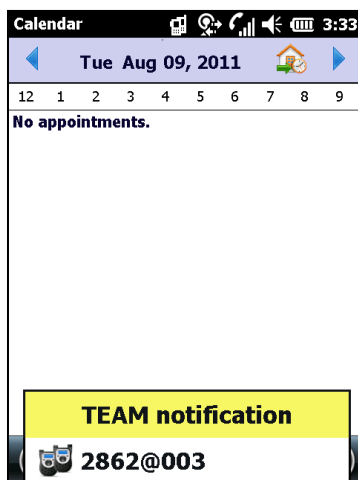 Calendar 3:33
Tue Aug 09, 2011
12 1 2 3 4 5 6 7 8 9
No appointments.
TEAM notification
2862@003